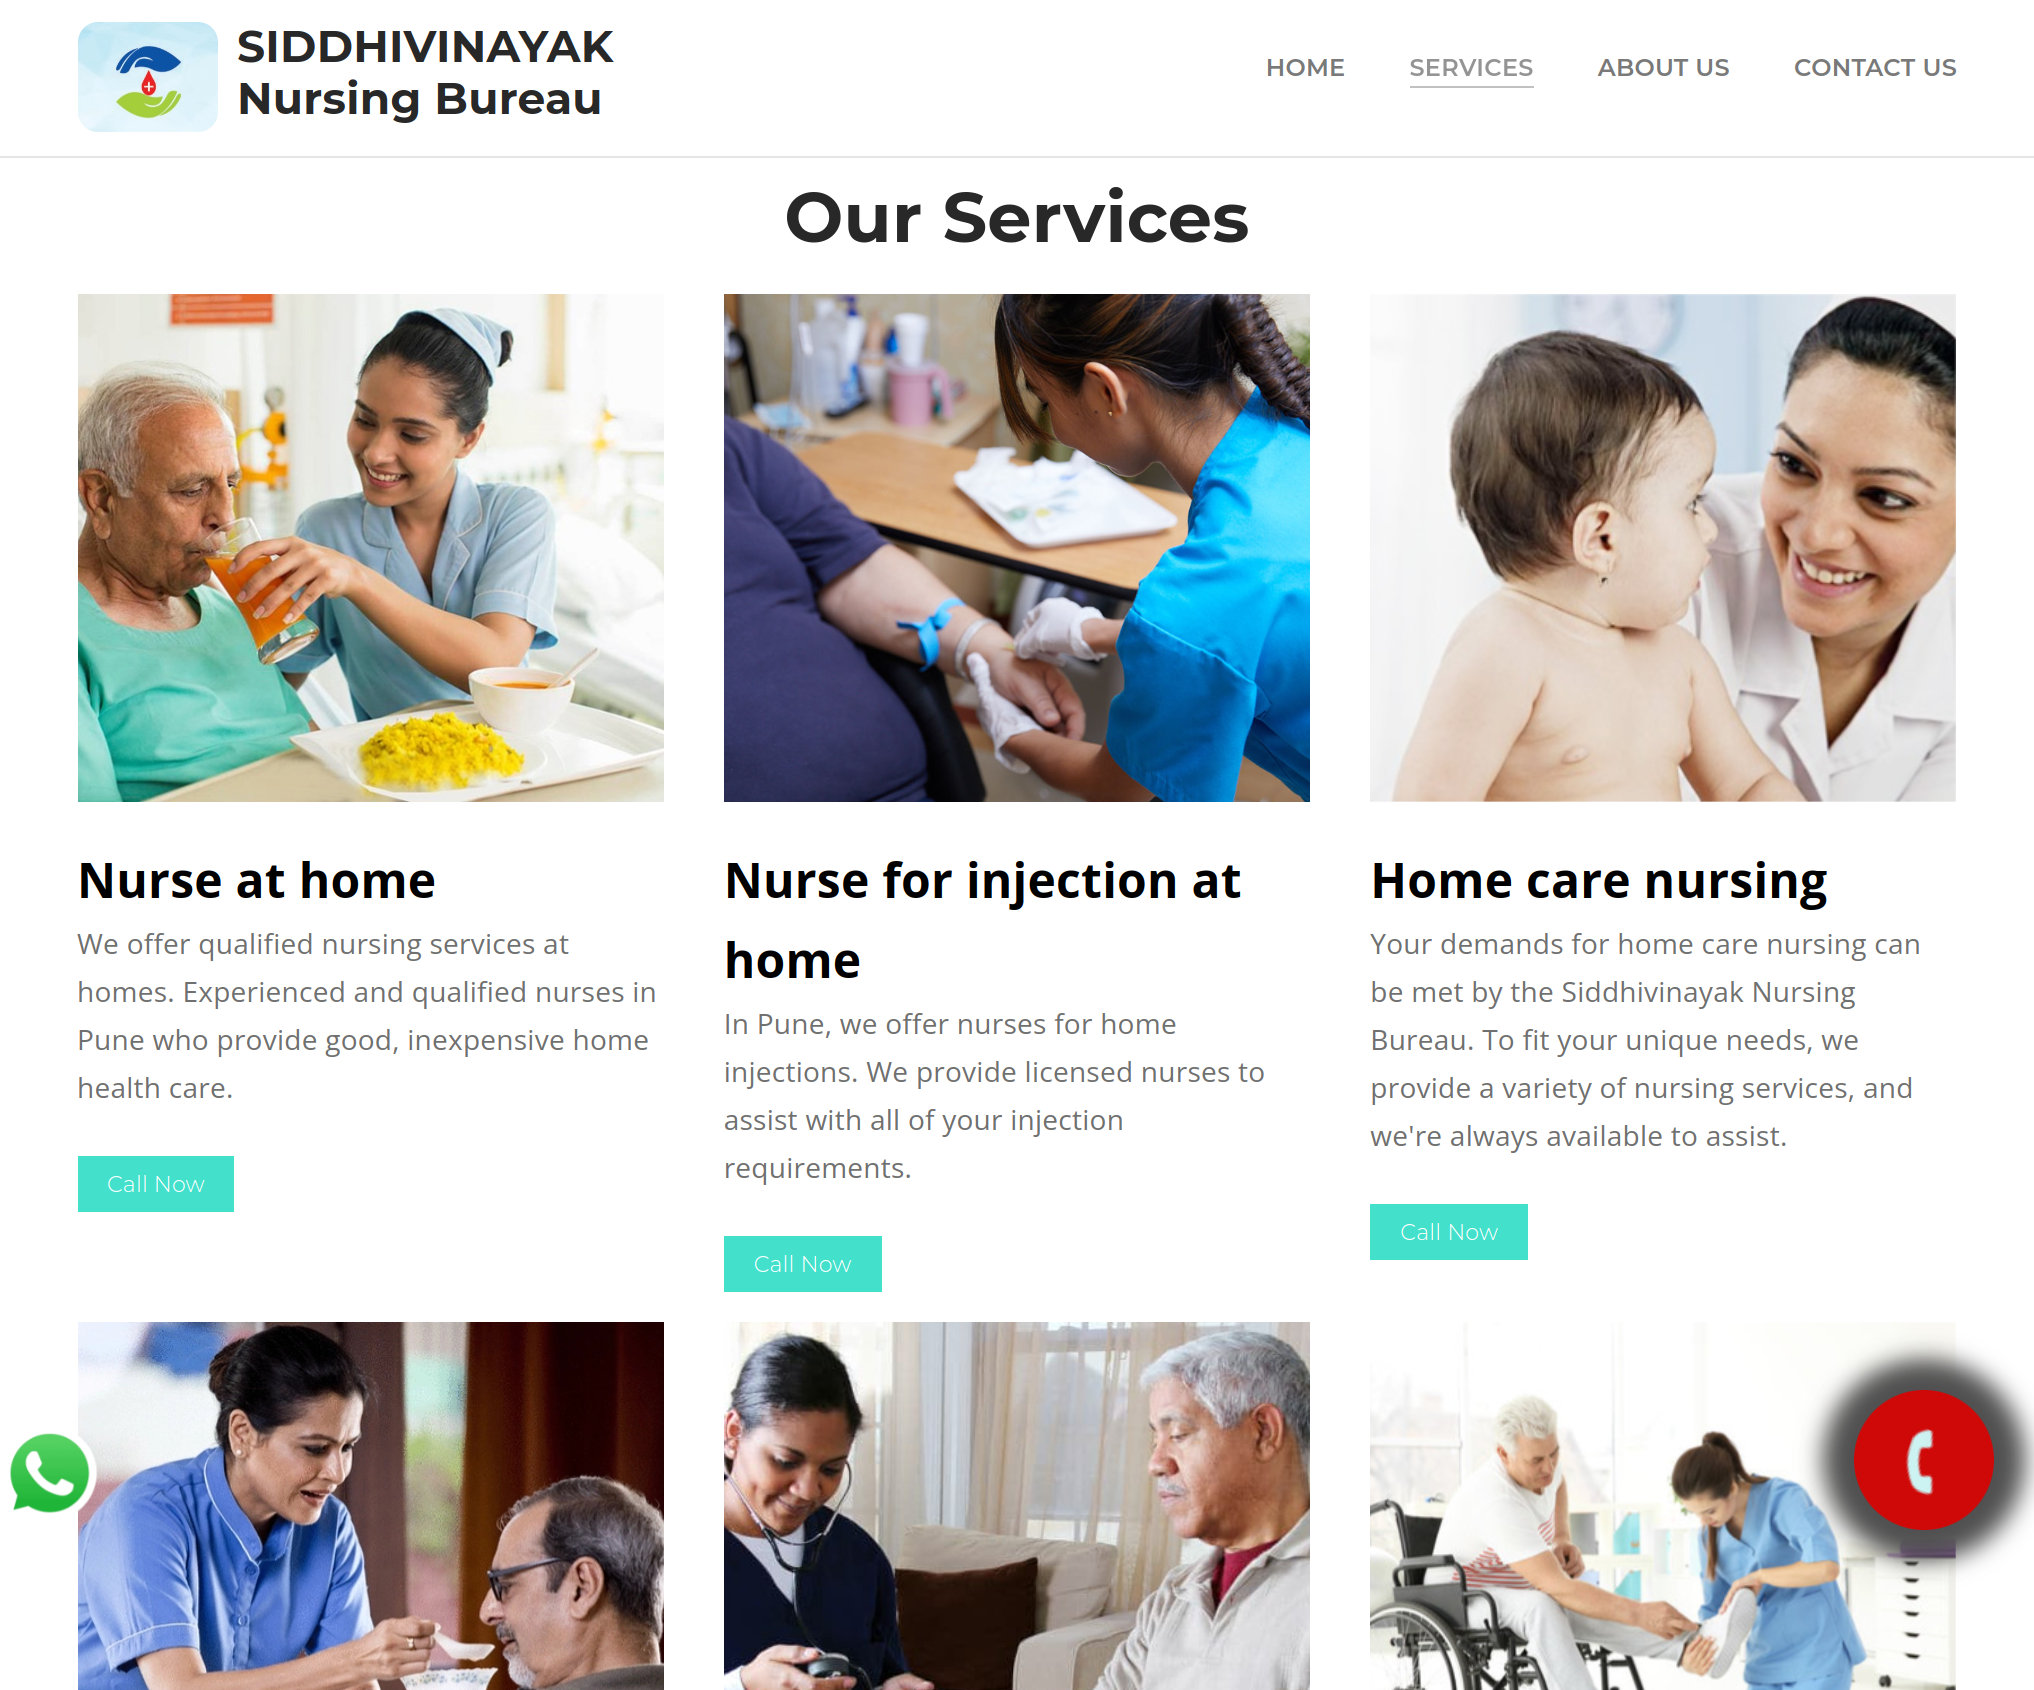 SIDDHIVINAYAK
Nursing Bureau
HOME
SERVICES
ABOUT US
CONTACT US
Our Services
Nurse at home
We offer qualified nursing services at
homes. Experienced and qualified nurses in
Pune who provide good, inexpensive home
health care.
Call Now
Nurse for injection at
home
In Pune, we offer nurses for home
injections. We provide licensed nurses to
assist with all of your injection
requirements.
Call Now
Home care nursing
Your demands for home care nursing can
be met by the Siddhivinayak Nursing
Bureau. To fit your unique needs, we
provide a variety of nursing services, and
we're always available to assist.
Call Now